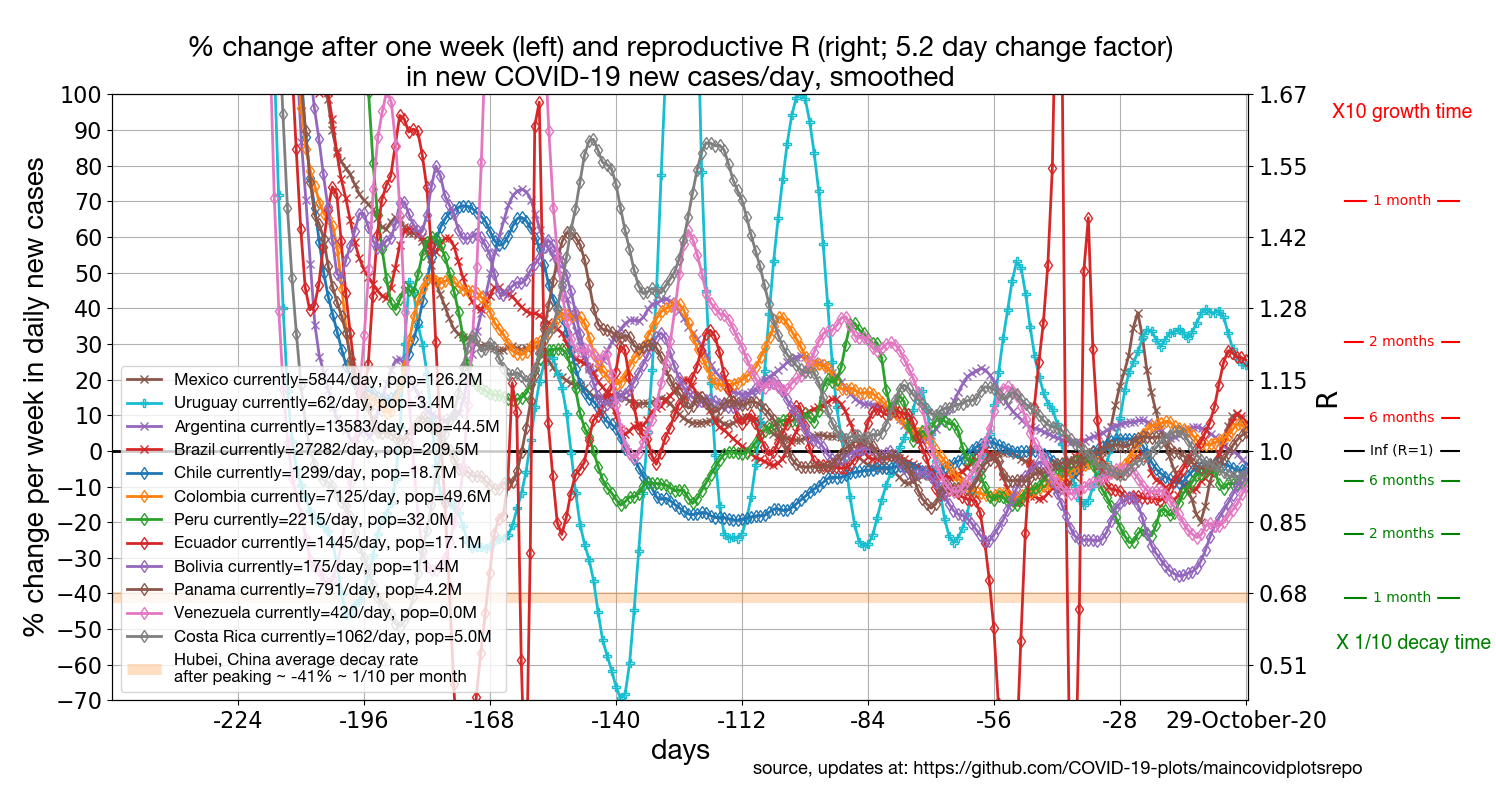 % change after one week (left) and reproductive R (right; 5.2 day change factor)
in new COVID-19 new cases/day, smoothed
% change per week in daily new cases
100
90
80
70
60
50
40
30
20
10
0
−10
−20
−30
−40
−50
−60
−70
Mexico currently=5844/day, pop=126.2M
Uruguay currently=62/day, pop=3.4M
Argentina currently=13583/day, pop=44.5M
Brazil currently=27282/day, pop=209.5M
Chile currently=1299/day, pop=18.7M
Colombia currently=7125/day, pop=49.6M
Peru currently=2215/day, pop=32.0M
Ecuador currently=1445/day, pop=17.1M
Bolivia currently=175/day, pop=11.4M
Panama currently=791/day, pop=4.2M
Venezuela currently=420/day, pop=0.0M
Costa Rica currently=1062/day, pop=5.0M
Hubei, China average decay rate
after peaking ~ -41% ~ 1/10 per month
-224
-196
-168
-140
-112
-84
-56
-28
29-October-20
days
1.67
1.55
1.42
1.28
1.15
1.0
0.85
0.68
0.51
R
X10 growth time
1 month
2 months
6 months
Inf (R=1)
6 months
2 months
1 month
X 1/10 decay time
source, updates at: https://github.com/COVID-19-plots/maincovidplotsrepo